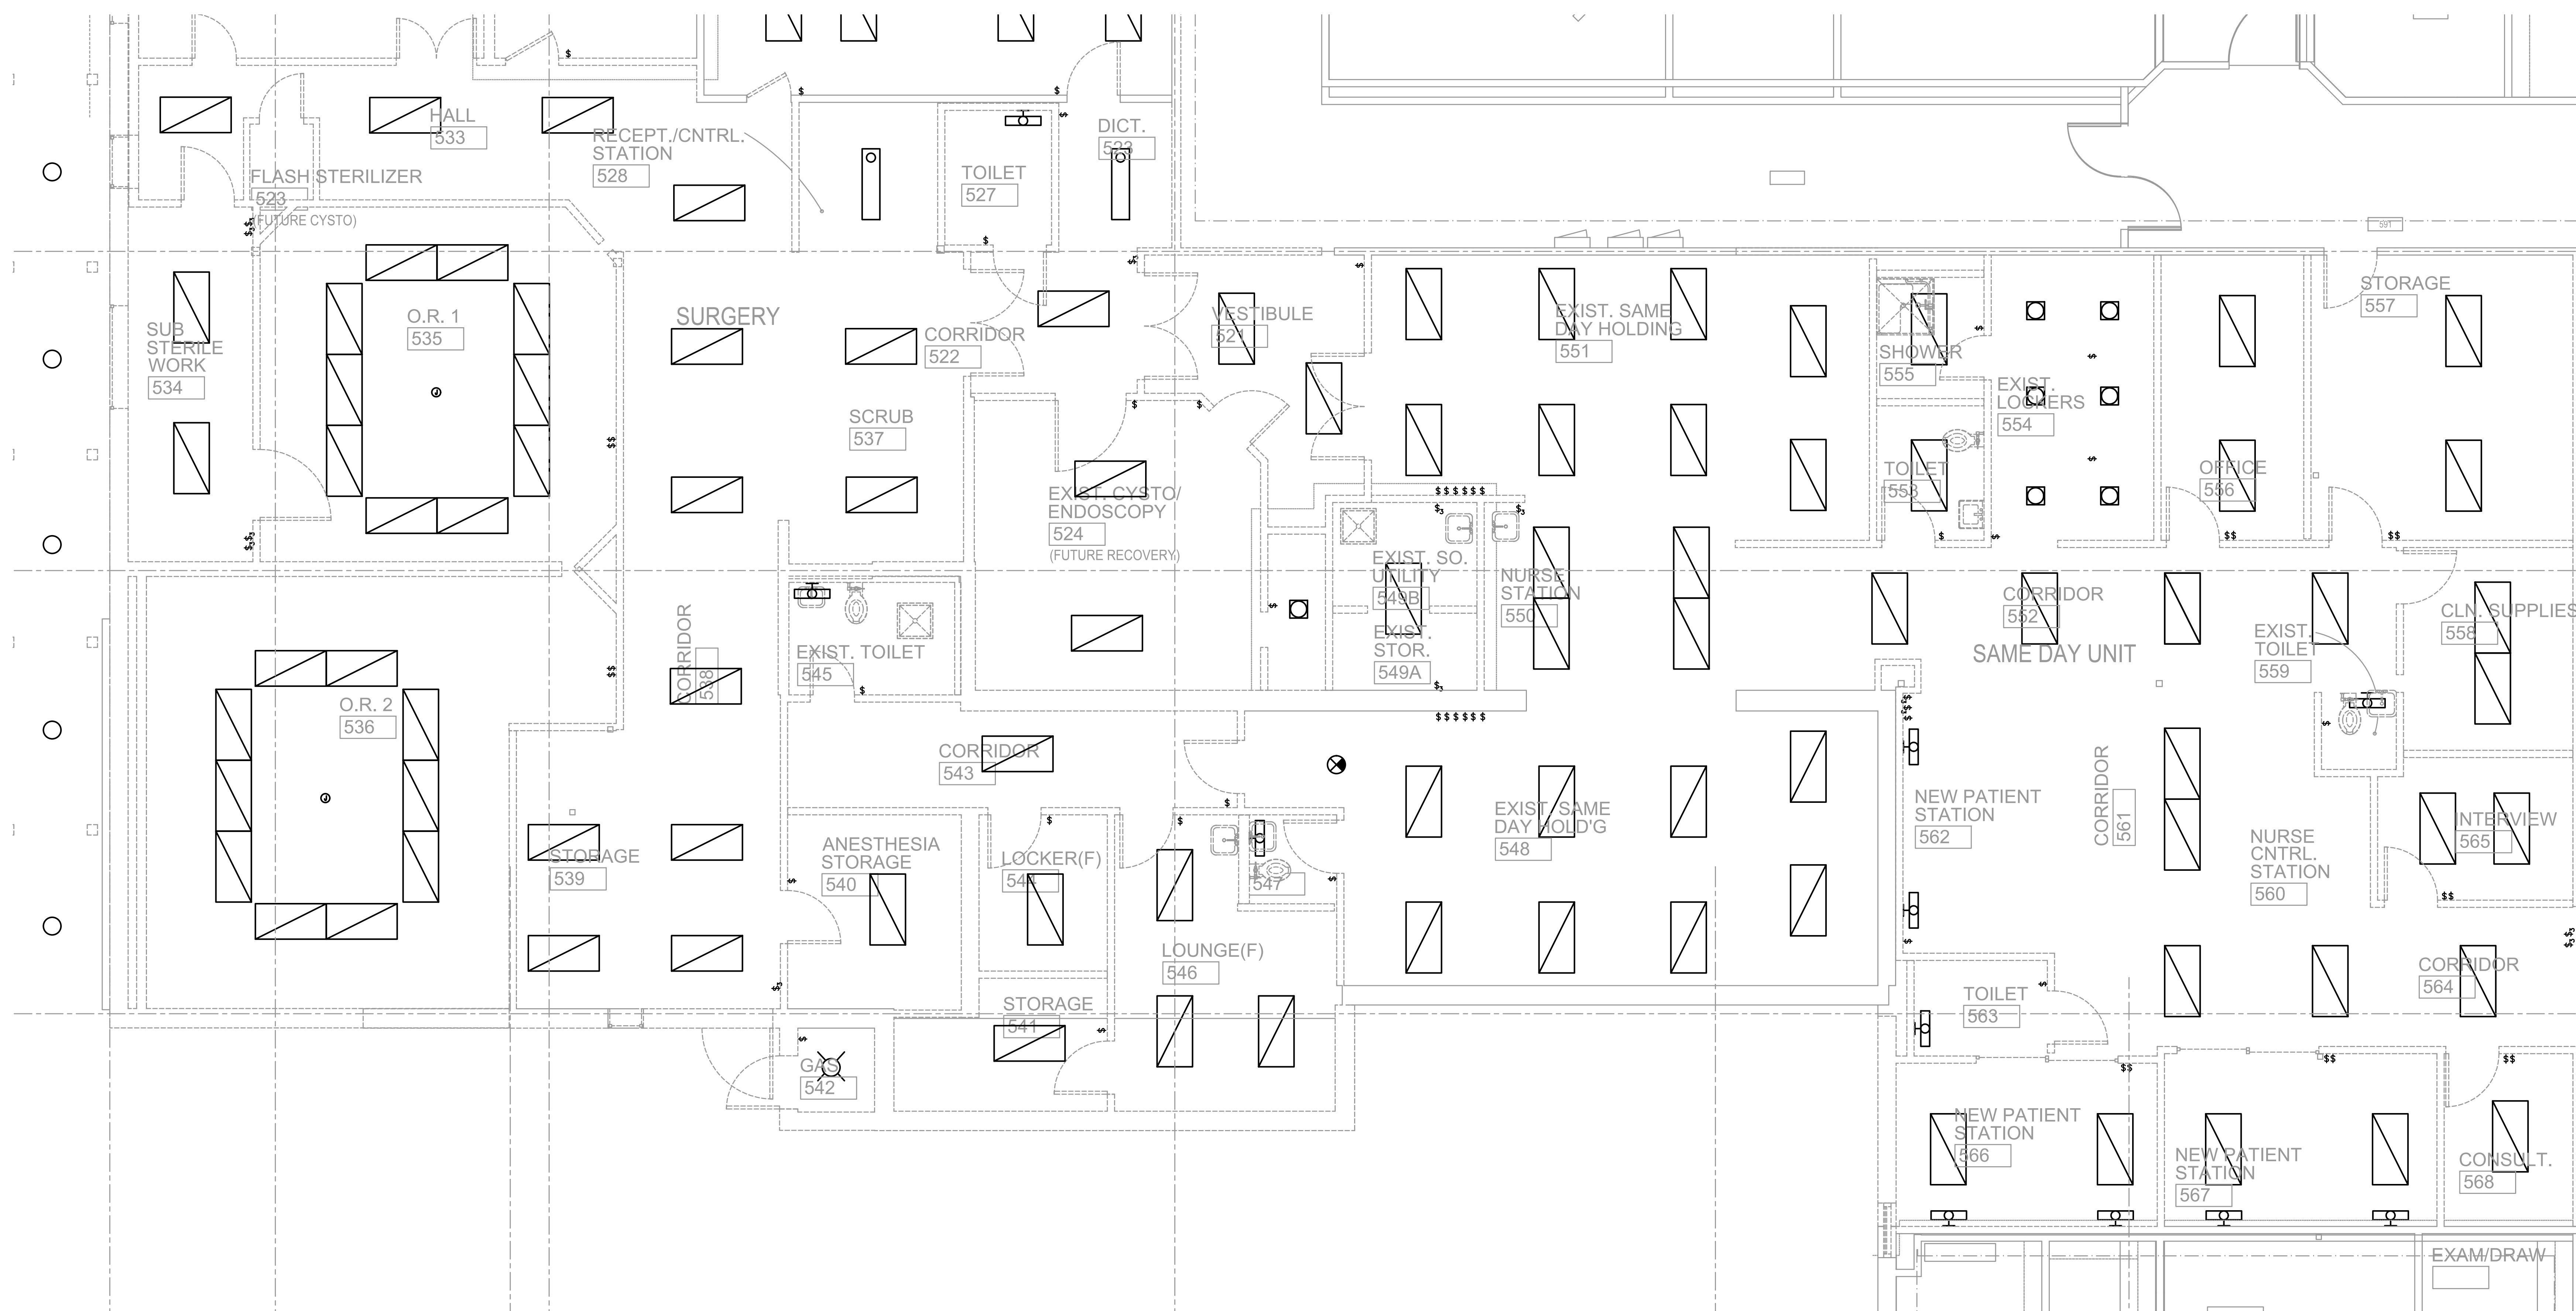 HALL
533
RECEPT./CNTRL.
STATION
528
DICT.
523
TOILET
527
FLASH STERILIZER
523
(FUTURE CYSTO)
591
SURGERY
O.R. 1
535
SUB
STERILE
WORK
534
CORRIDOR
522
VESTIBULE
521
EXIST. SAME
DAY HOLDING
551
SHOWER
555
STORAGE
557
EXIST.
LOCKERS
554
SCRUB
537
TOILET
553
OFFICE
556
EXIST. CYSTO/
ENDOSCOPY
524
(FUTURE RECOVERY)
EXIST. SO.
UTILITY
549B
NURSE
STATION
550
EXIST.
STOR.
549A
CORRIDOR
552
SAME DAY UNIT
CLN. SUPPLIES
558
EXIST.
TOILET
559
CORRIDOR
538
EXIST. TOILET
545
O.R. 2
536
CORRIDOR
543
EXIST. SAME
DAY HOLD'G
548
NEW PATIENT
STATION
562
CORRIDOR
561
NURSE
CNTRL.
STATION
560
INTERVIEW
565
STORAGE
539
ANESTHESIA
STORAGE
540
LOCKER(F)
547
LOUNGE(F)
546
CORRIDOR
564
TOILET
563
STORAGE
541
GAS
542
NEW PATIENT
STATION
566
NEW PATIENT
STATION
567
CONSULT.
568
EXAM/DRAW